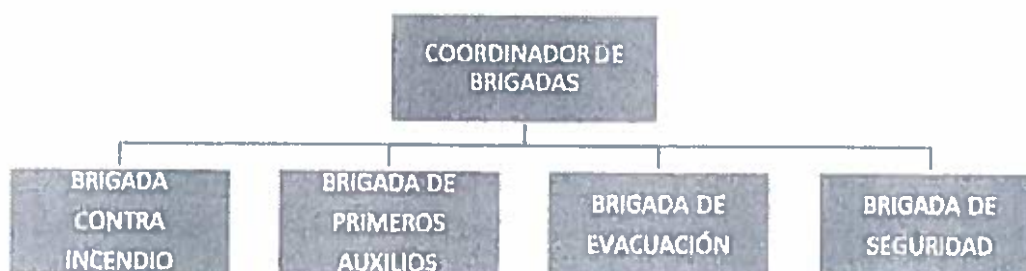 COORDINADOR DE
BRIGADAS
BRIGADA
CONTRA
INCENDIO
BRIGADA DE
PRIMEROS
AUXILIOS
BRIGADA DE
EVACUACIÓN
BRIGADA DE
SEGURIDAD